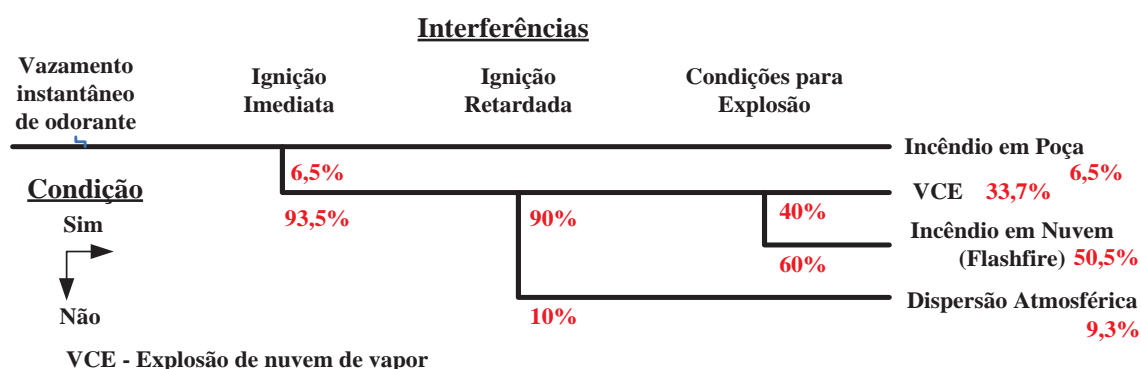 Interferências
Vazamento
instantâneo
de odorante
Ignição
Imediata
Ignição
Retardada
Condições para
Explosão
Incêndio em Poça
6,5%
6,5%
Condição
Sim
Não
93,5%
90%
40%
VCE 33,7%
60%
Incêndio em Nuvem
(Flashfire) 50,5%
10%
Dispersão Atmosférica
9,3%
VCE - Explosão de nuvem de vapor